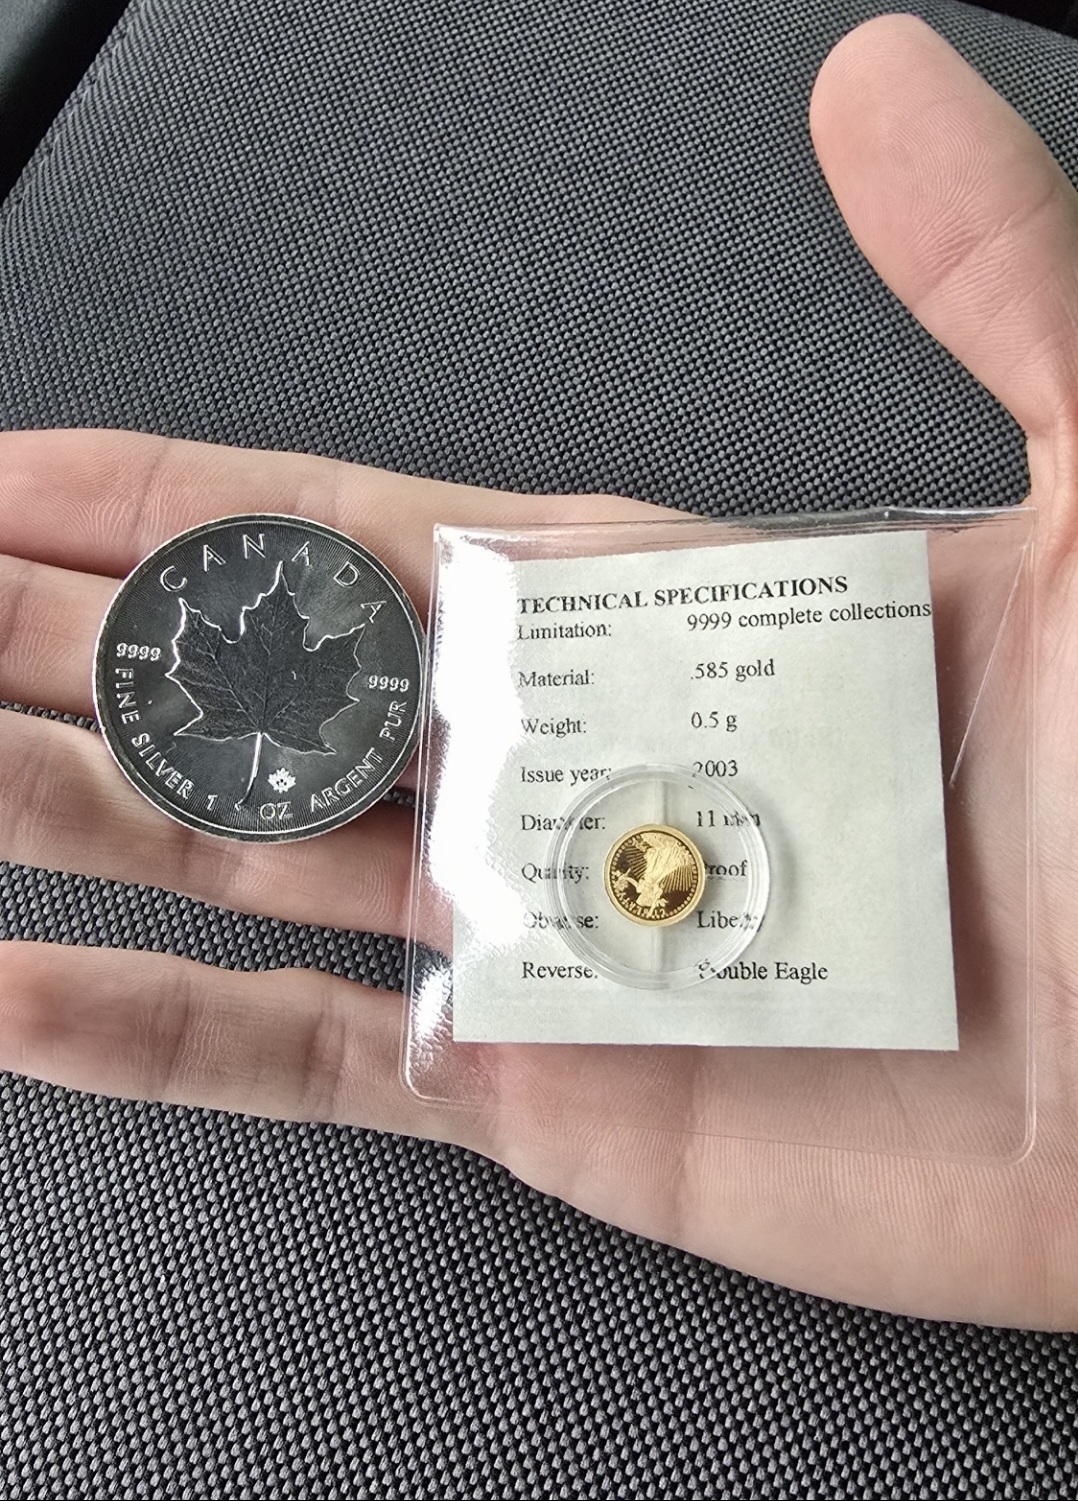 CANADA
9999
9999
FINE SILVER 1 OZ ARGENT PUR
TECHNICAL SPECIFICATIONS
Limitation: 9999 complete collections
Material: .585 gold
Weight: 0.5 g
Issue year: 2003
Diameter: 11 mm
Quality: Proof
Obverse: Liberty
Reverse: Double Eagle